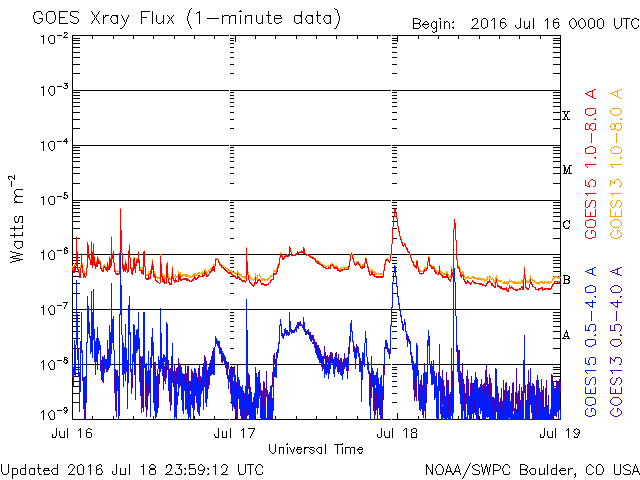 GOES Xray Flux (1-minute data)
Begin: 2016 Jul 16 0000 UTC
10-2
10-3
10-4
10-5
10-6
10-7
10-8
10-9
Watts m-2
X
M
C
B
A
GOES15 1.0-8.0 A
GOES13 1.0-8.0 A
GOES15 0.5-4.0 A
GOES13 0.5-4.0 A
Jul 16
Jul 17
Jul 18
Jul 19
Universal Time
Updated 2016 Jul 18 23:59:12 UTC
NOAA/SWPC Boulder, CO USA